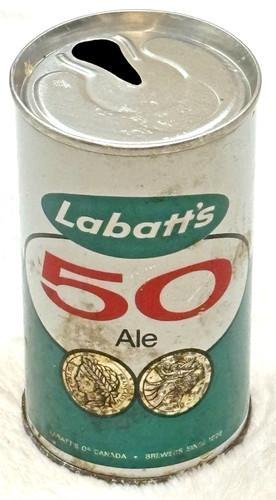 Labatt's
50
Ale
LABATT'S OF CANADA • BREWERS SINCE 1828